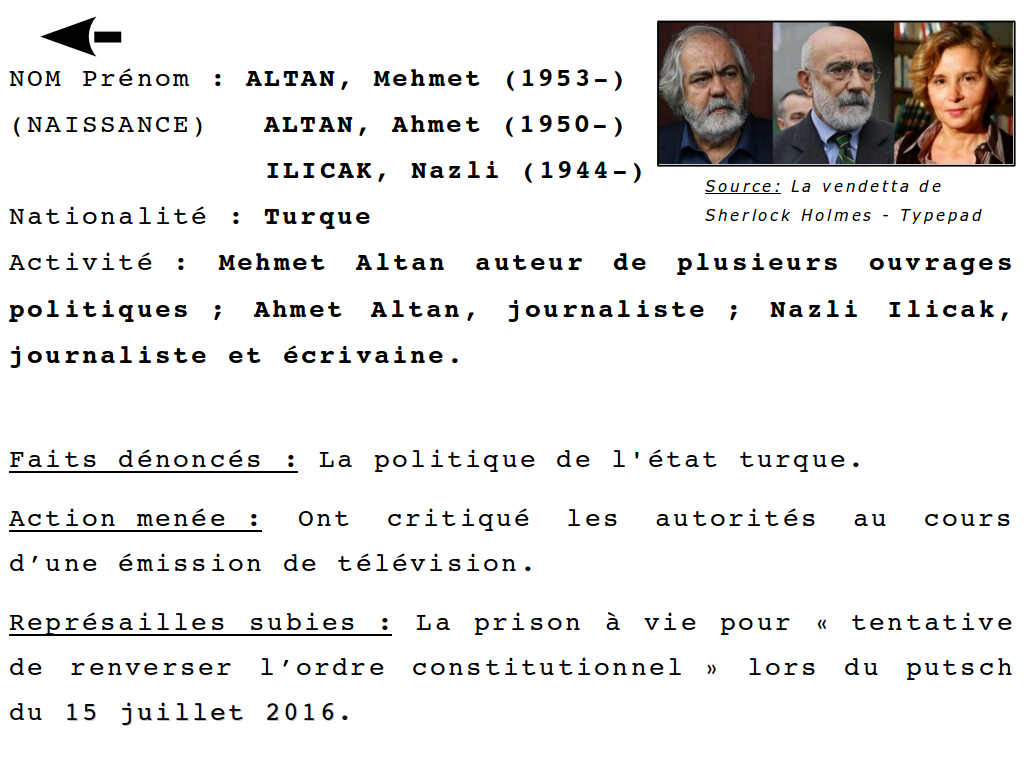 NOM Prénom : ALTAN, Mehmet (1953–)
(NAISSANCE) ALTAN, Ahmet (1950–)
ILICAK, Nazli (1944–)
Source: La vendetta de
Sherlock Holmes - Typepad
Nationalité : Turque
Activité : Mehmet Altan auteur de plusieurs ouvrages
politiques ; Ahmet Altan, journaliste ; Nazli Ilicak,
journaliste et écrivaine.
Faits dénoncés : La politique de l'état turque.
Action menée : Ont critiqué les autorités au cours
d’une émission de télévision.
Représailles subies : La prison à vie pour « tentative
de renverser l’ordre constitutionnel » lors du putsch
du 15 juillet 2016.